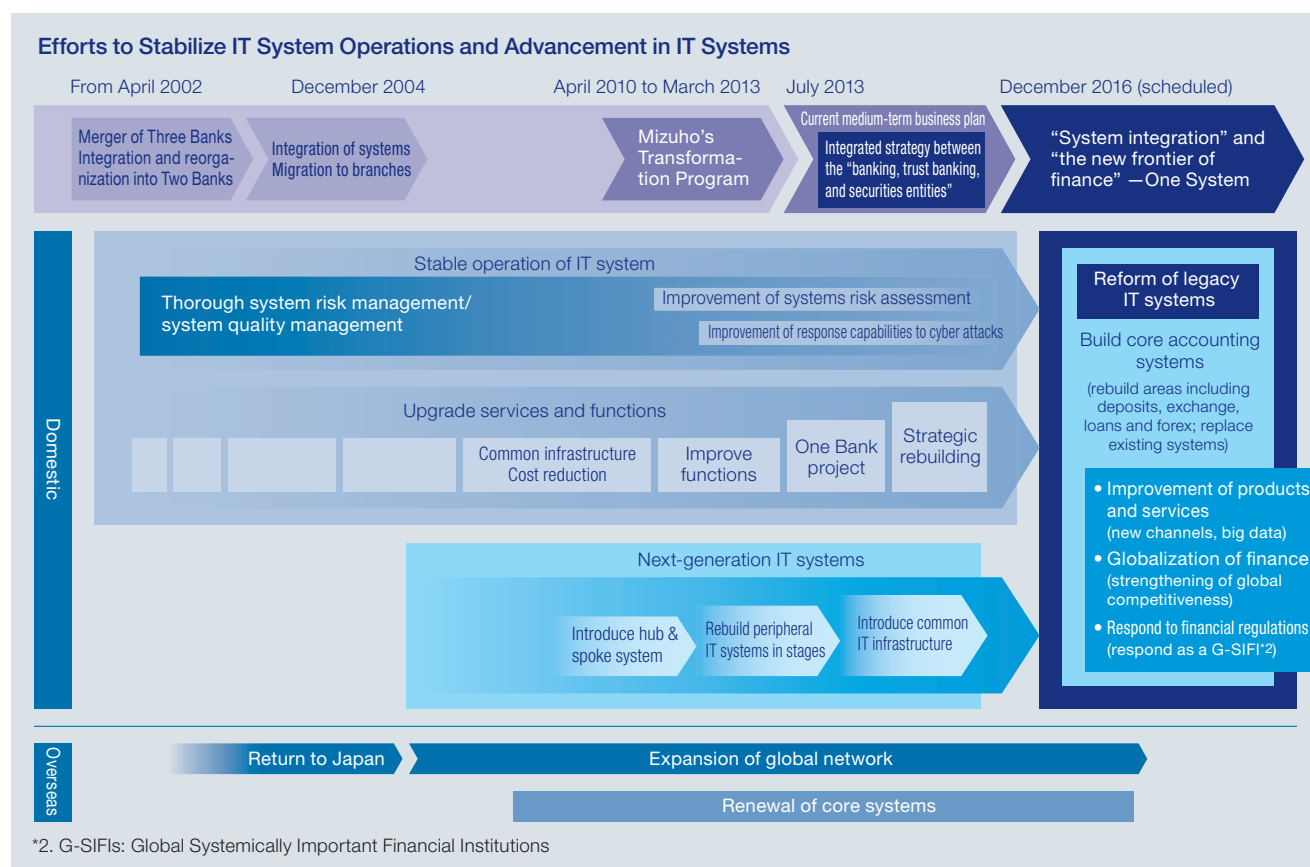 Efforts to Stabilize IT System Operations and Advancement in IT Systems
From April 2002
December 2004
April 2010 to March 2013
July 2013
December 2016 (scheduled)
Merger of Three Banks
Integration and reorga-
nization into Two Banks
Integration of systems
Migration to branches
Mizuho’s
Transforma-
tion Program
Current medium-term business plan
Integrated strategy between
the “banking, trust banking,
and securities entities”
“System integration” and
“the new frontier of
finance” —One System
Domestic
Stable operation of IT system
Thorough system risk management/
system quality management
Improvement of systems risk assessment
Improvement of response capabilities to cyber attacks
Upgrade services and functions
Common infrastructure
Cost reduction
Improve
functions
One Bank
project
Strategic
rebuilding
Next-generation IT systems
Introduce hub &
spoke system
Rebuild peripheral
IT systems in stages
Introduce common
IT infrastructure
Reform of legacy
IT systems
Build core accounting
systems
(rebuild areas including
deposits, exchange,
loans and forex; replace
existing systems)
• Improvement of products
and services
(new channels, big data)
• Globalization of finance
(strengthening of global
competitiveness)
• Respond to financial regulations
(respond as a G-SIFI*2)
Overseas
Return to Japan
Expansion of global network
Renewal of core systems
*2. G-SIFIs: Global Systemically Important Financial Institutions